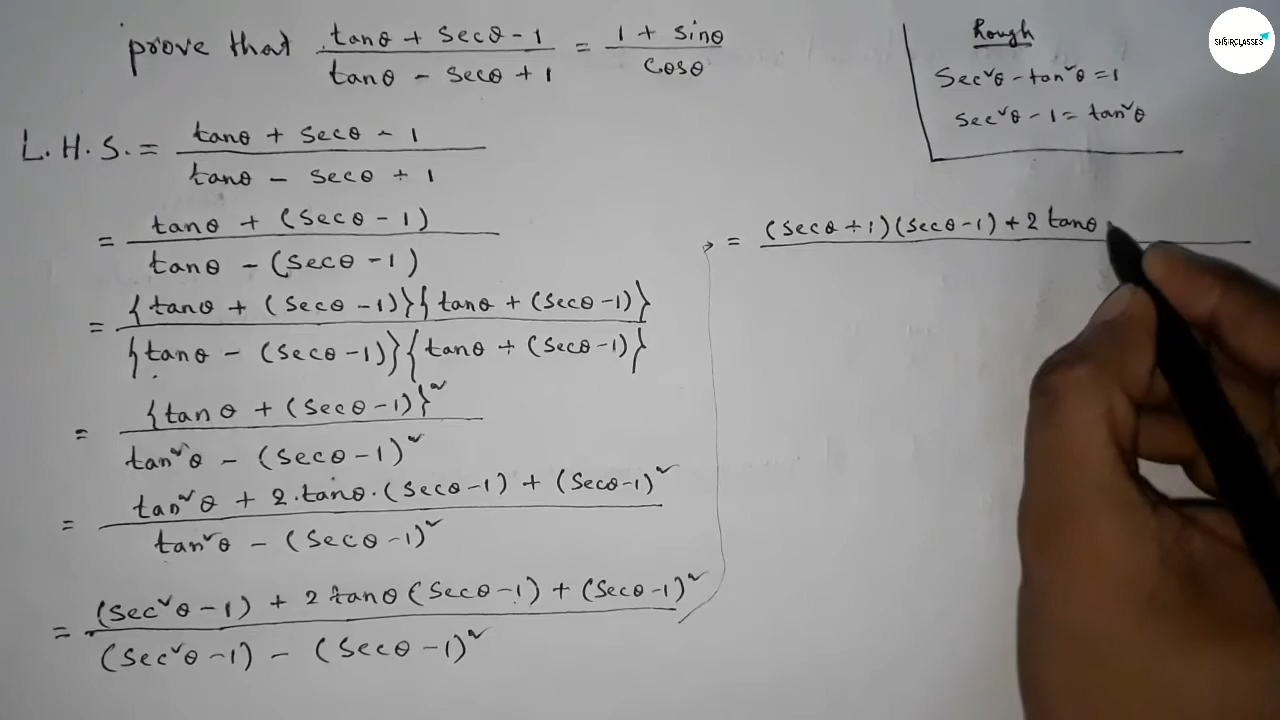 prove that (tanθ + secθ - 1)/(tanθ - secθ + 1) = (1 + sinθ)/(cosθ)
Rough
sec²θ - tan²θ = 1
sec²θ - 1 = tan²θ
SHSIRCLASSES
L.H.S. = (tanθ + secθ - 1)/(tanθ - secθ + 1)
= (tanθ + (secθ - 1))/(tanθ - (secθ - 1))
= ({tanθ + (secθ - 1)}{tanθ + (secθ - 1)})/({tanθ - (secθ - 1)}{tanθ + (secθ - 1)})
= {tanθ + (secθ - 1)}²/(tan²θ - (secθ - 1)²)
= (tan²θ + 2.tanθ.(secθ - 1) + (secθ - 1)²)/(tan²θ - (secθ - 1)²)
= ((sec²θ - 1) + 2 tanθ (secθ - 1) + (secθ - 1)²)/((sec²θ - 1) - (secθ - 1)²)
= (secθ + 1)(secθ - 1) + 2 tanθ